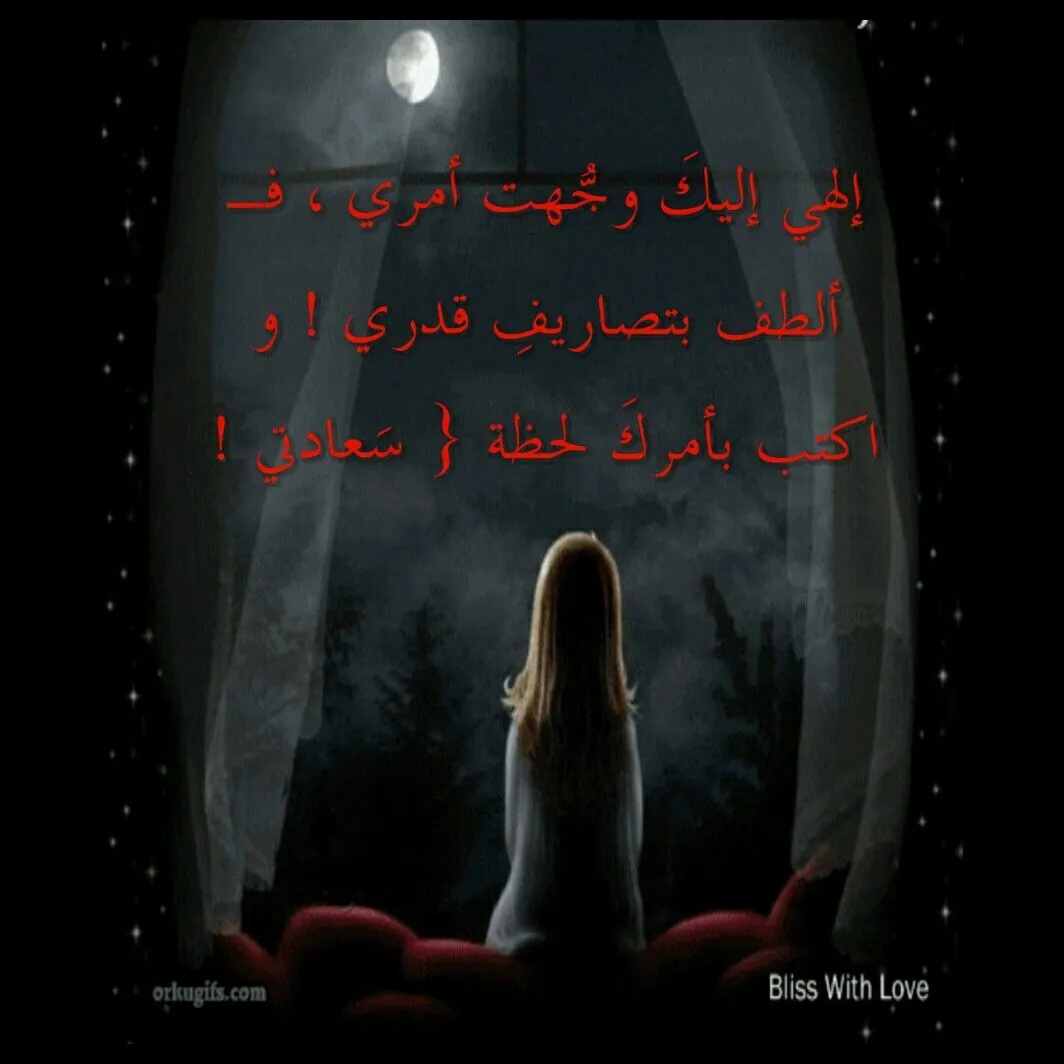 إلهي إليكَ وجُّهت أمري ، فـ
ألطف بتصاريفِ قدري ! و
اكتب بأمركَ لحظة { سَعادتي !
orkugifs.com
Bliss With Love